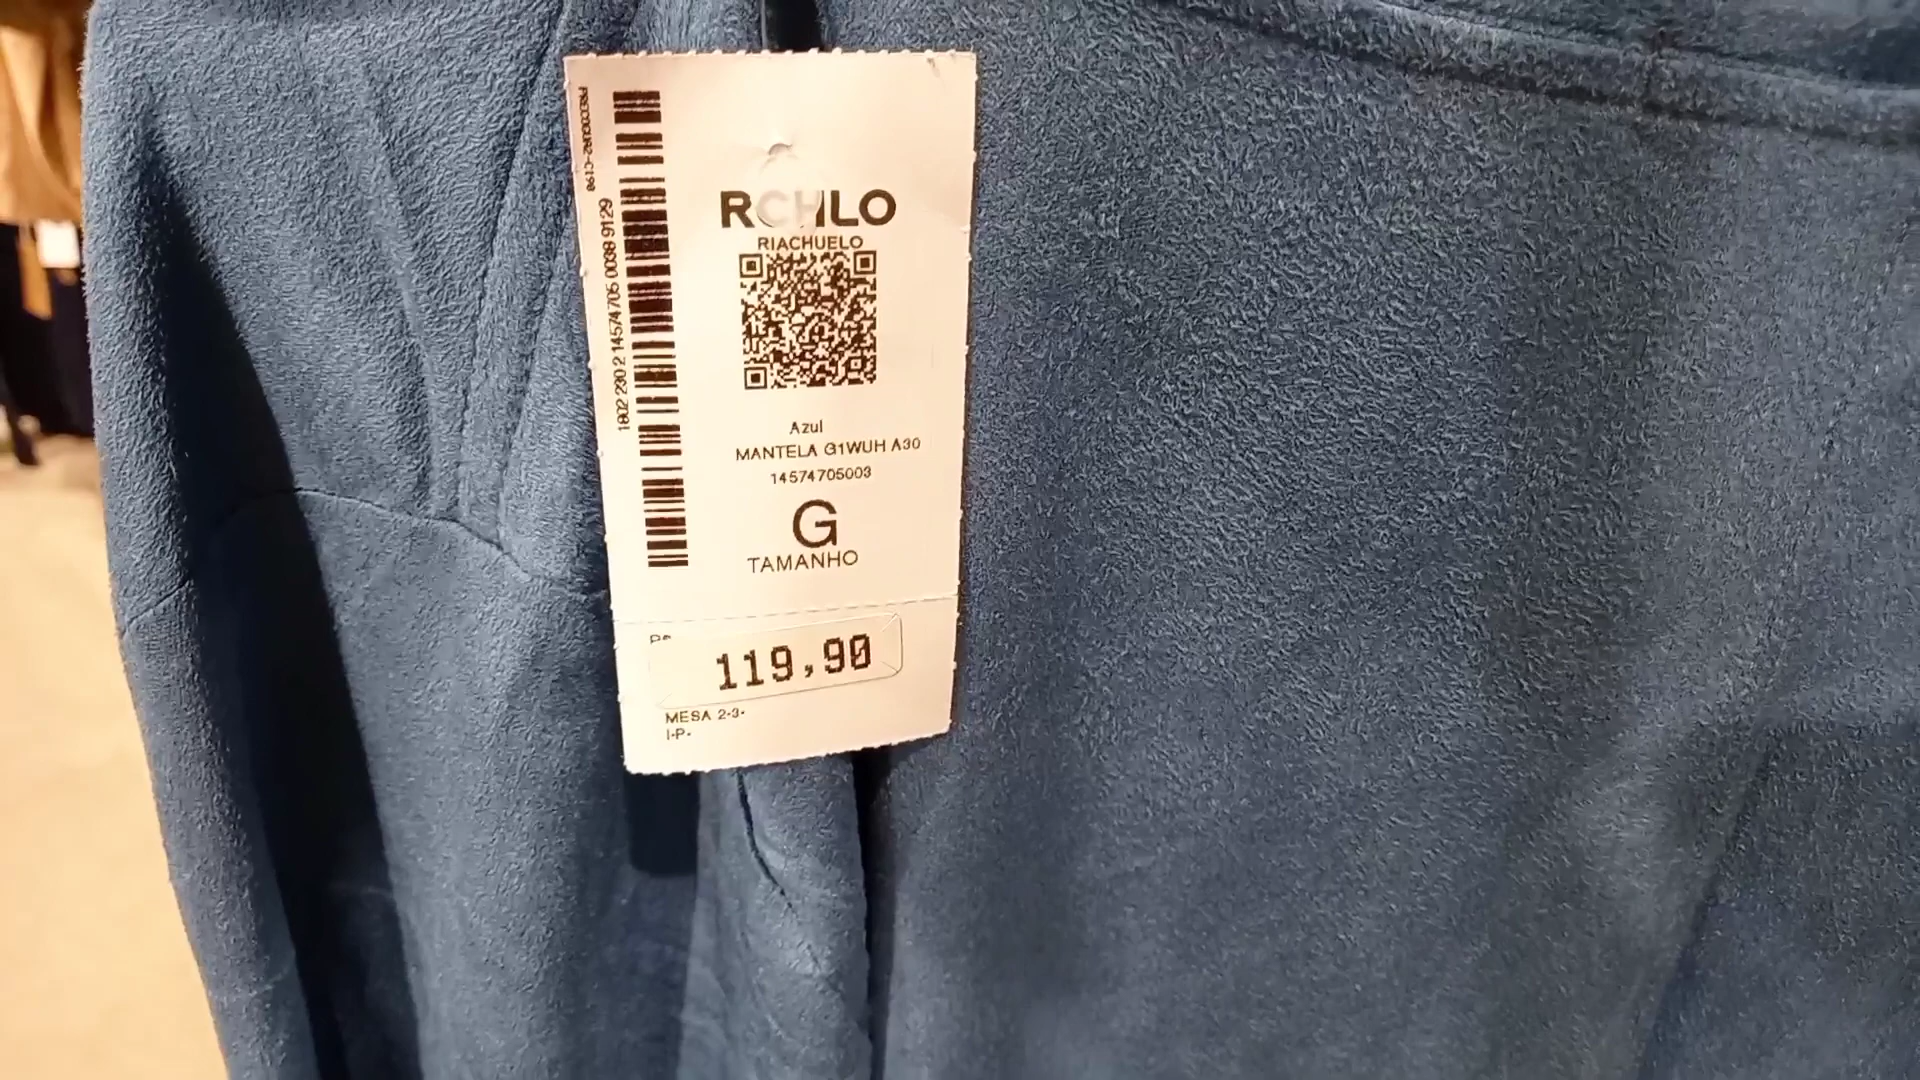 RCHLO
RIACHUELO
Azul
MANTELA G1WUH A30
14574705003
G
TAMANHO
119,90
MESA 2-3-
I-P-
1802 230 2 14574705 0038 9129